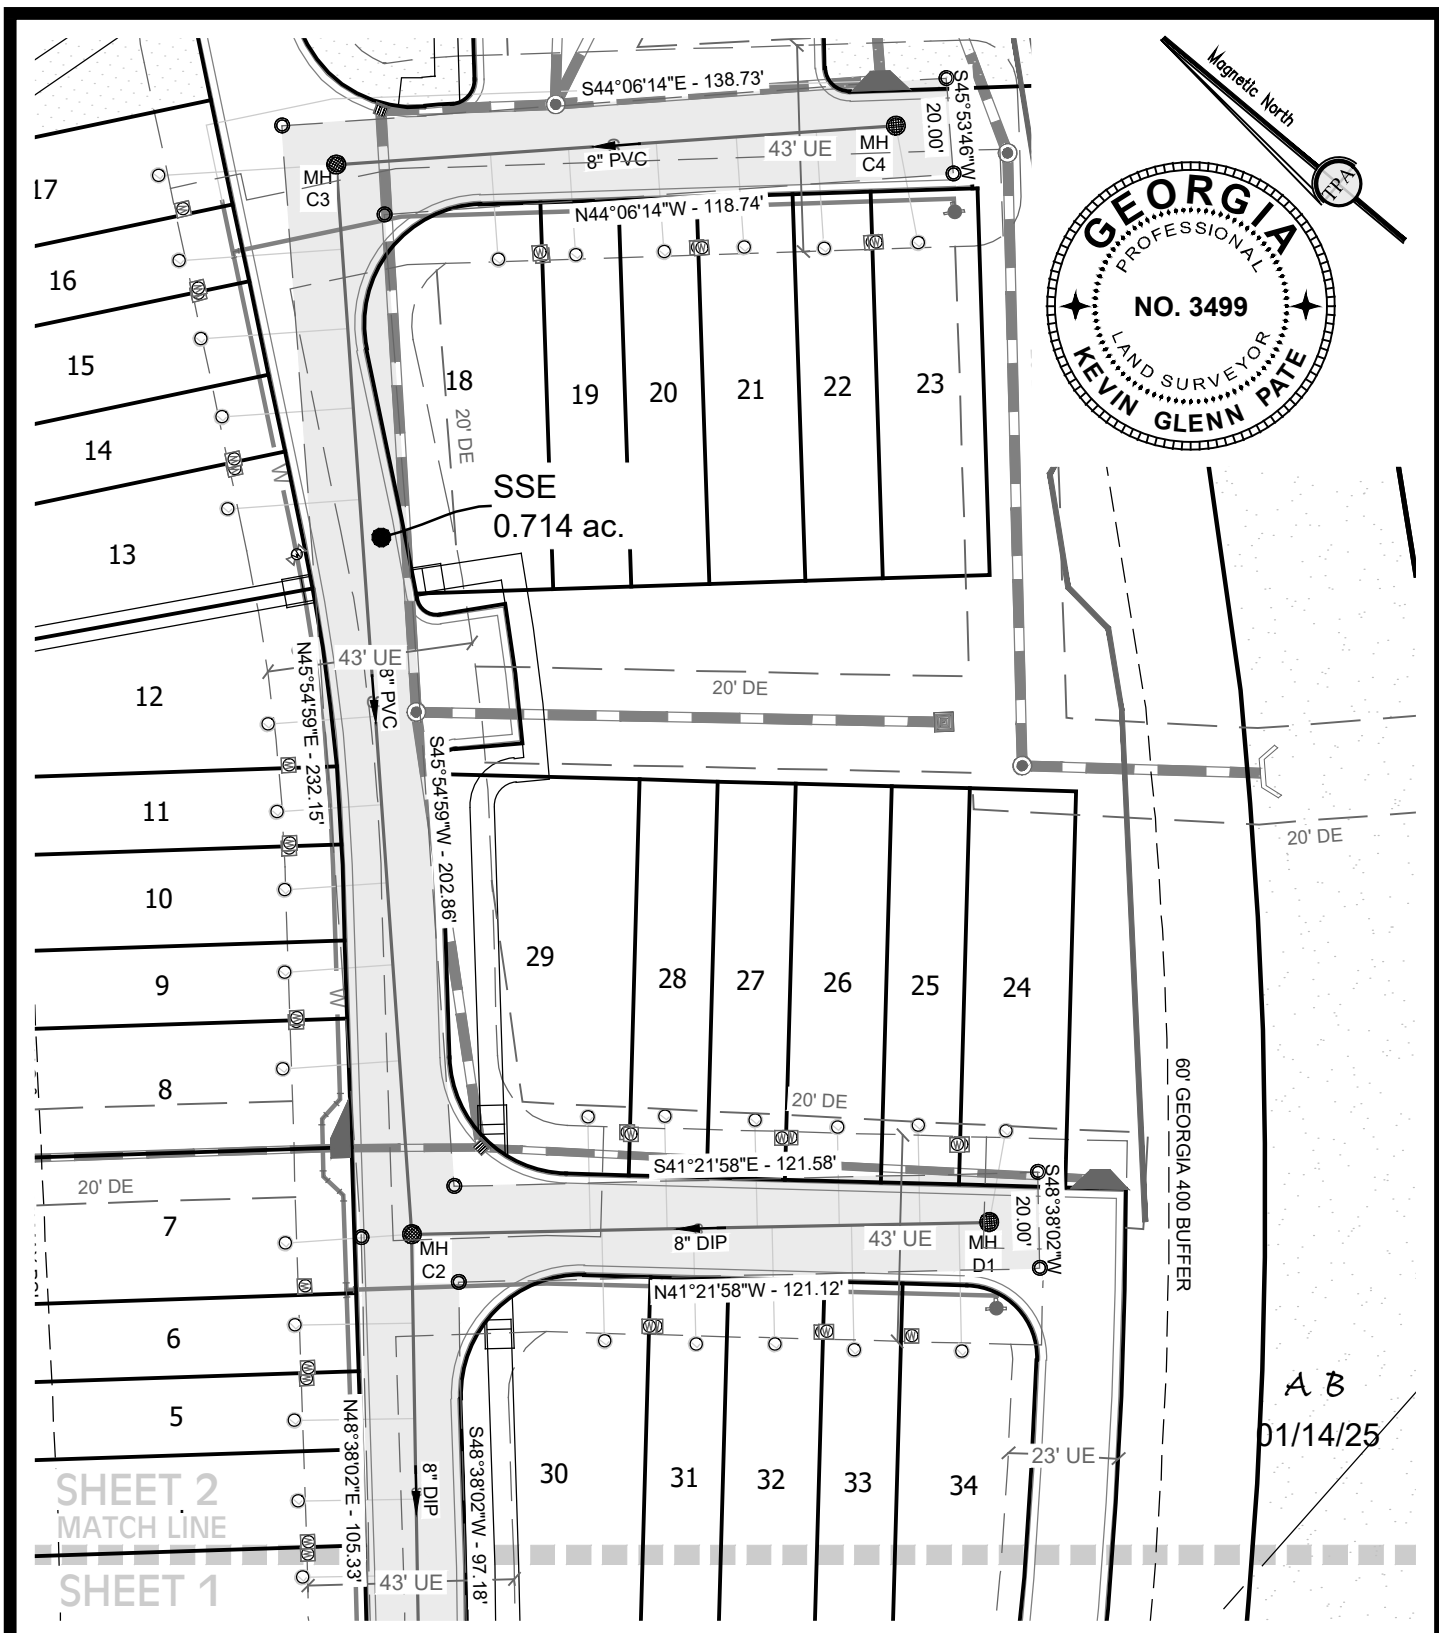 S44°06'14"E - 138.73'
S45°53'46"W
20.00'
Magnetic North
TPA
GEORGIA
PROFESSIONAL
NO. 3499
LAND SURVEYOR
KEVIN GLENN PATE
MH
C3
8" PVC
43' UE
MH
C4
N44°06'14"W - 118.74'
17
16
15
14
13
18
20' DE
19
20
21
22
23
SSE
0.714 ac.
W
43' UE
8" PVC
N45°54'59"E - 232.15'
S45°54'59"W - 202.86'
20' DE
20' DE
12
11
10
9
8
29
28
27
26
25
24
W
20' DE
60' GEORGIA 400 BUFFER
S41°21'58"E - 121.58'
S48°38'02"W
20.00'
20' DE
7
MH
C2
8" DIP
43' UE
MH
D1
N41°21'58"W - 121.12'
6
5
N48°38'02"E - 105.33'
8" DIP
S48°38'02"W - 97.18'
30
31
32
33
34
23' UE
A B
01/14/25
SHEET 2
MATCH LINE
SHEET 1
43' UE